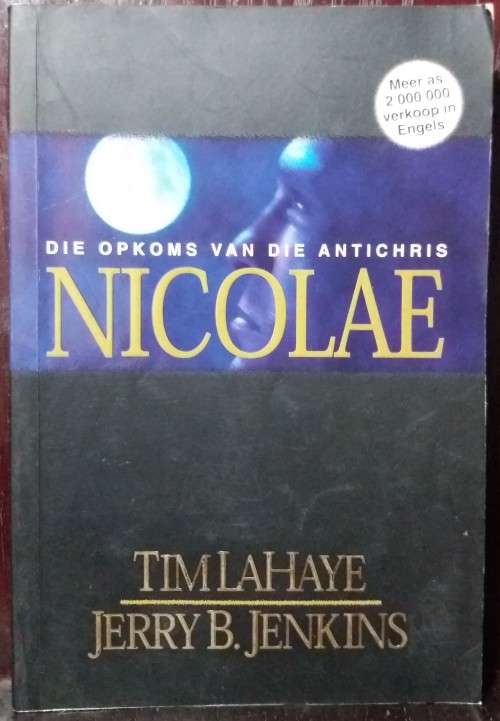 Meer as
2 000 000
verkoop in
Engels
DIE OPKOMS VAN DIE ANTICHRIS
NICOLAE
TIM LAHAYE
JERRY B. JENKINS